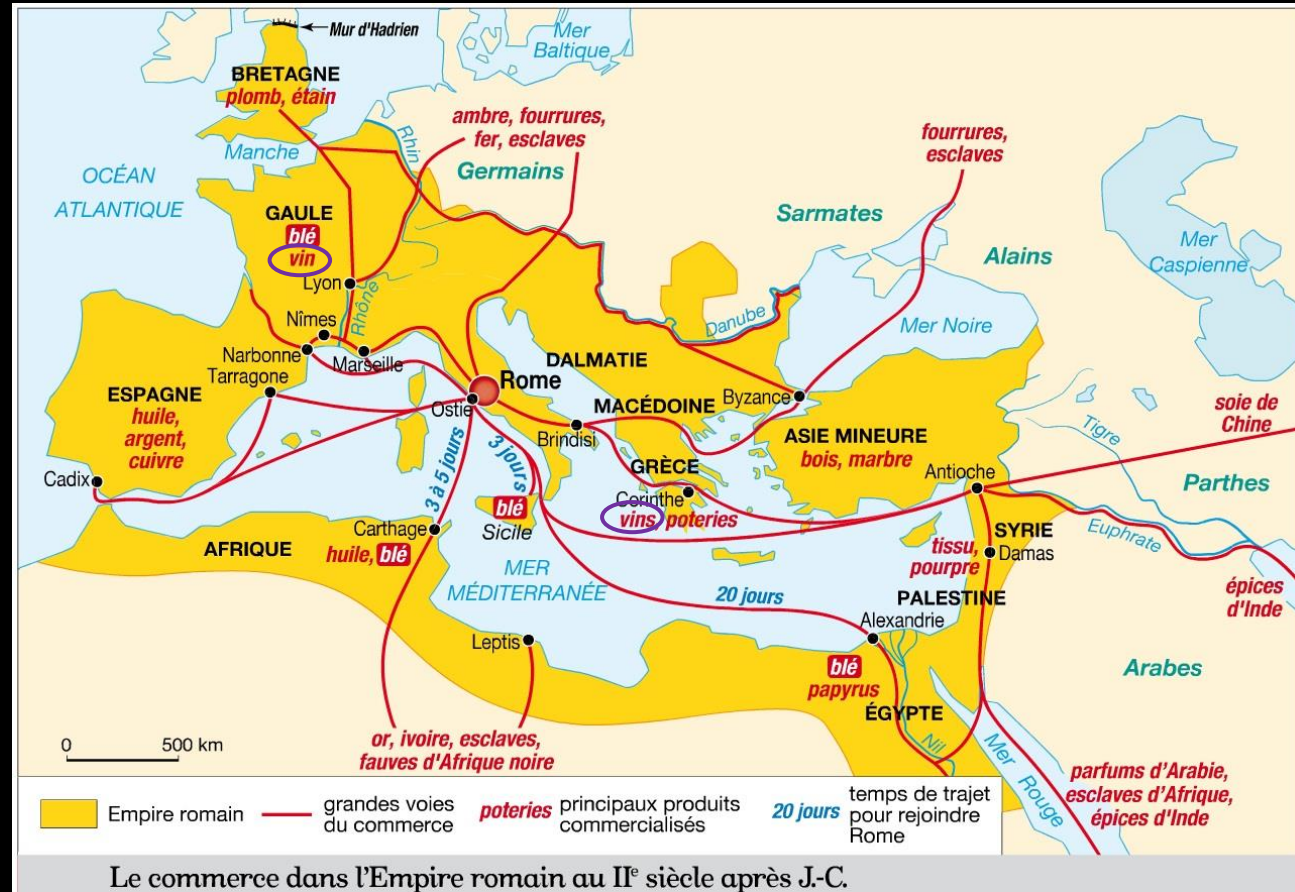 Mur d'Hadrien
Mer
Baltique
BRETAGNE
plomb, étain
ambre, fourrures,
fer, esclaves
fourrures,
esclaves
Manche
Rhin
Germains
OCÉAN
ATLANTIQUE
Sarmates
GAULE
blé
vin
Alains
Mer
Caspienne
Lyon
Rhône
Danube
Mer Noire
Nîmes
Narbonne
Marseille
Tarragone
DALMATIE
Rome
ESPAGNE
huile,
argent,
cuivre
Ostie
MACÉDOINE
Byzance
Brindisi
ASIE MINEURE
bois, marbre
soie de
Chine
Tigre
Cadix
3 à 5 jours
3 jours
GRÈCE
Corinthe
vins poteries
Antioche
Parthes
blé
Sicile
Carthage
huile, blé
AFRIQUE
SYRIE
Euphrate
tissu,
pourpre
Damas
MER
MÉDITERRANÉE
20 jours
PALESTINE
épices
d'Inde
Alexandrie
Leptis
blé
papyrus
Arabes
ÉGYPTE
Nil
Mer Rouge
or, ivoire, esclaves,
fauves d'Afrique noire
0 500 km
parfums d'Arabie,
esclaves d'Afrique,
épices d'Inde
Empire romain
grandes voies
du commerce
poteries
principaux produits
commercialisés
20 jours
temps de trajet
pour rejoindre
Rome
Le commerce dans l'Empire romain au IIe siècle après J.-C.